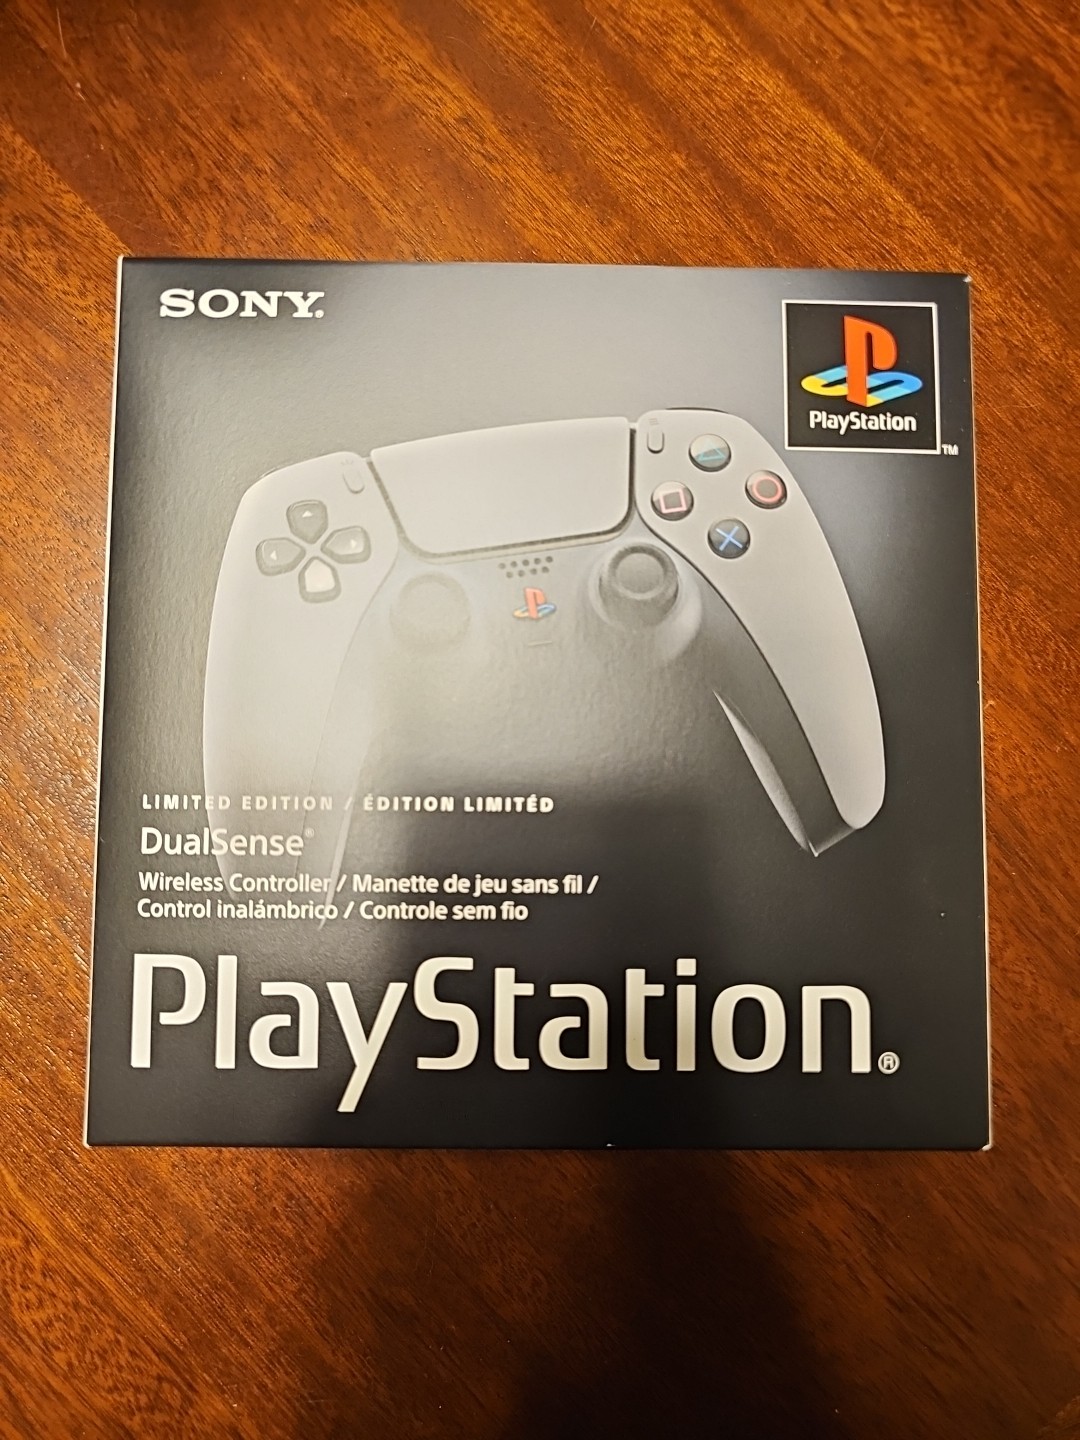 SONY®
PlayStation
™
LIMITED EDITION / ÉDITION LIMITÉD
DualSense®
Wireless Controller / Manette de jeu sans fil /
Control inalámbrico / Controle sem fio
PlayStation®